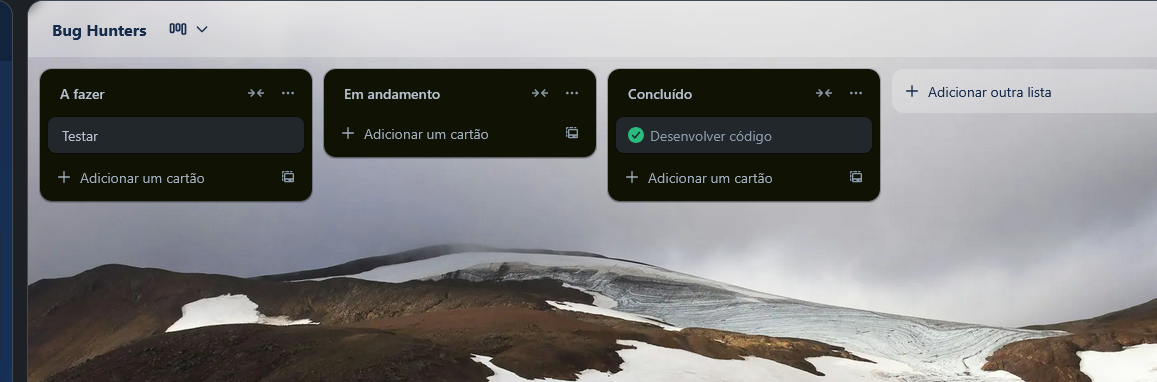 Bug Hunters
A fazer
Testar
Adicionar um cartão
Em andamento
Adicionar um cartão
Concluído
Desenvolver código
Adicionar um cartão
Adicionar outra lista